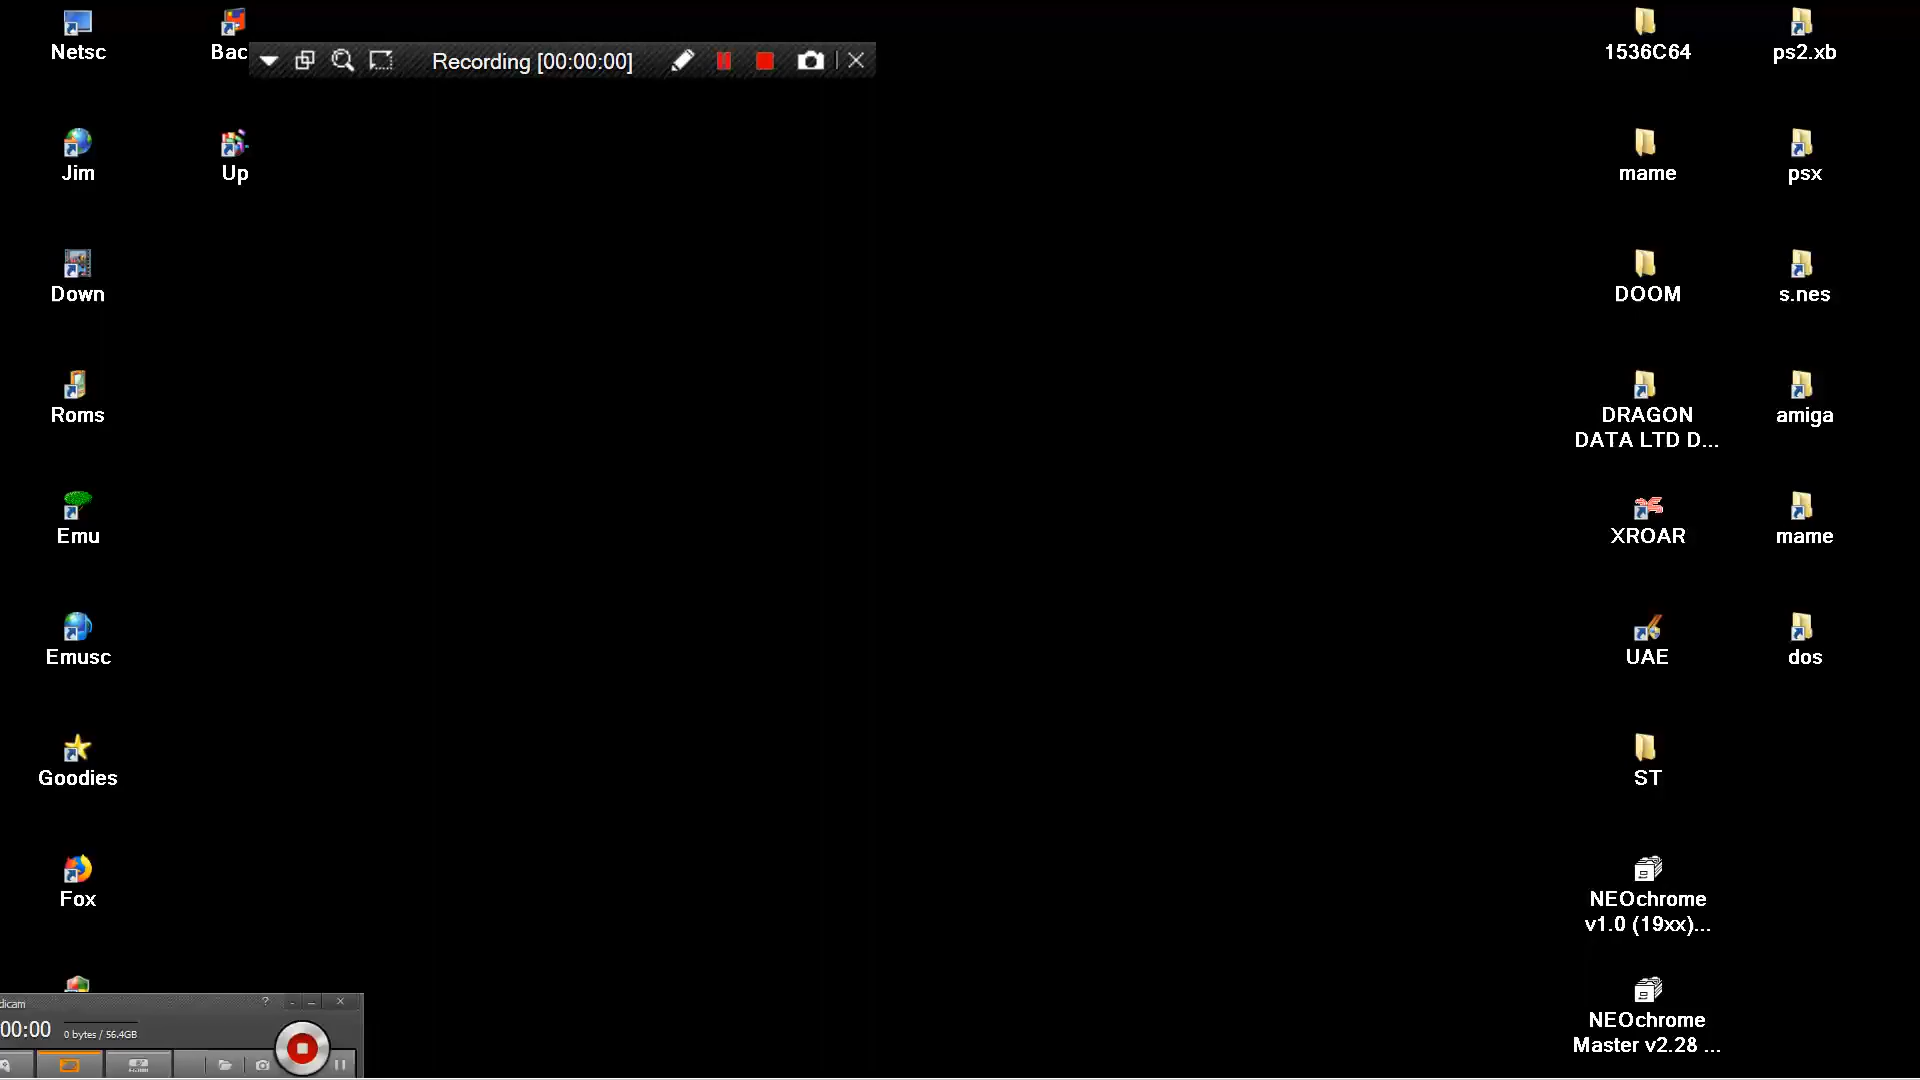 Netsc
Bac
Recording [00:00:00]
1536C64
ps2.xb
Jim
Up
mame
psx
Down
DOOM
s.nes
Roms
DRAGON
DATA LTD D...
amiga
Emu
XROAR
mame
Emusc
UAE
dos
Goodies
ST
Fox
NEOchrome
v1.0 (19xx)...
dicam
?
00:00
0 bytes / 56.4GB
NEOchrome
Master v2.28 ...